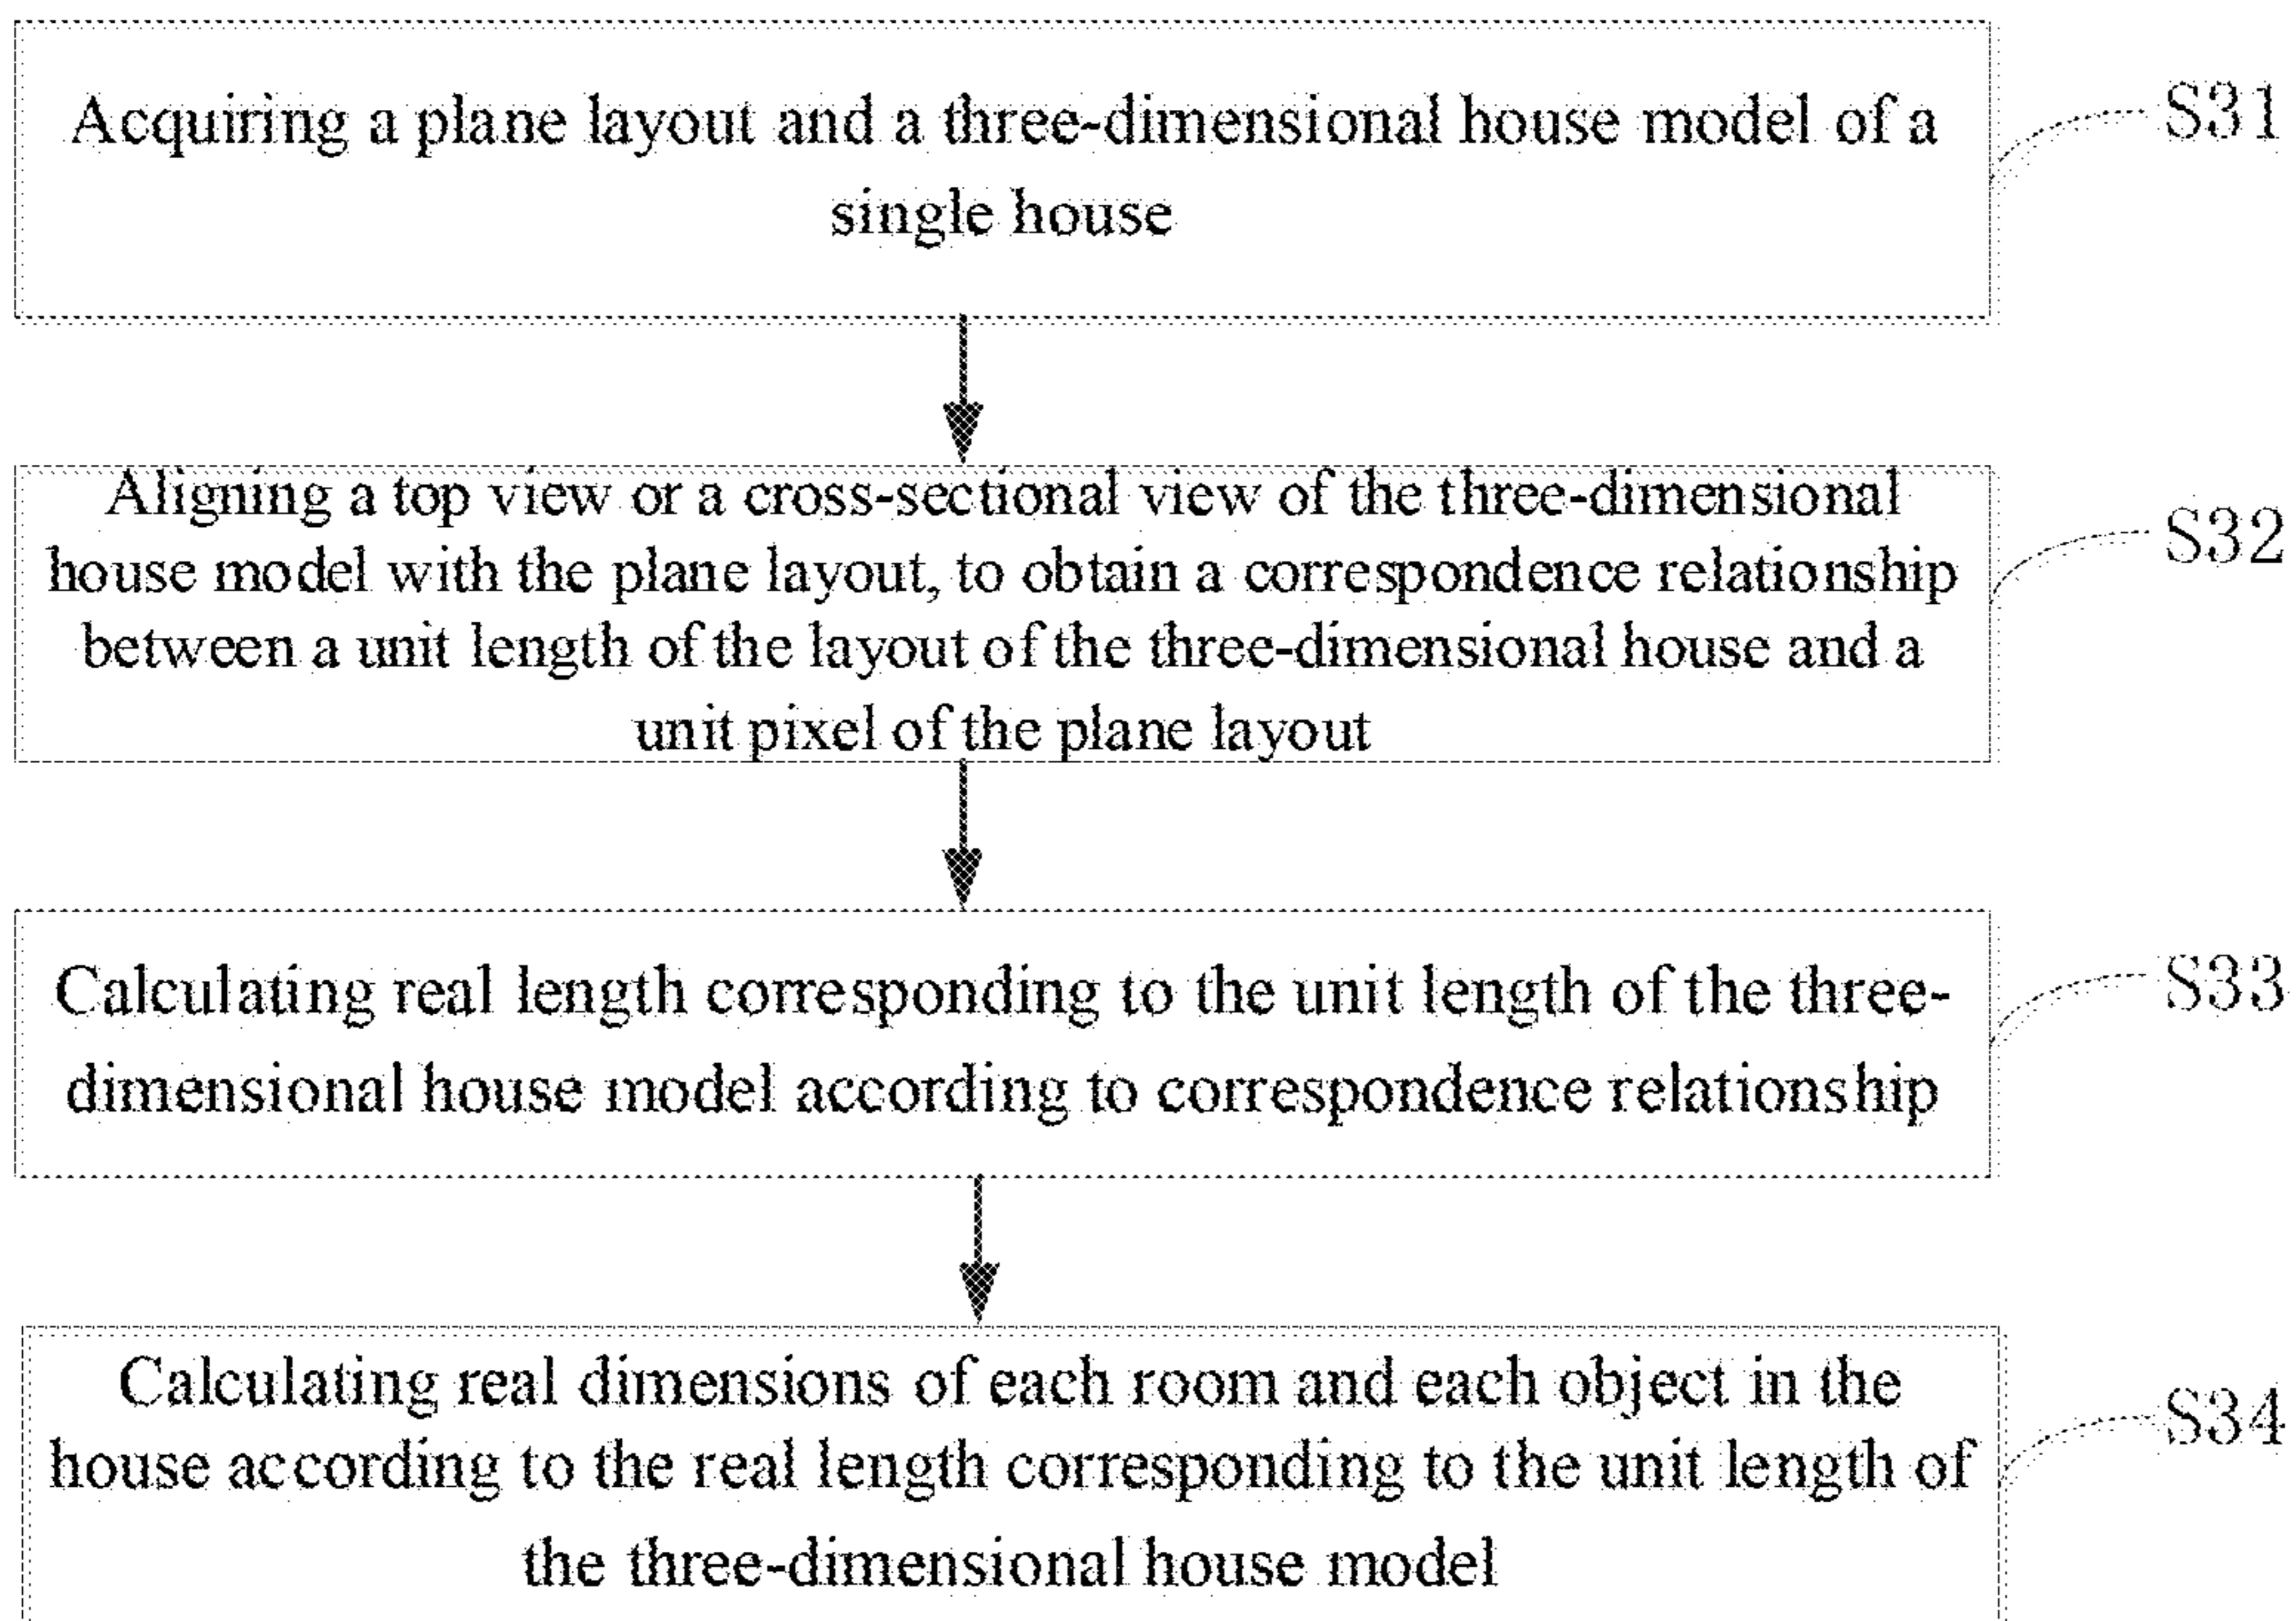 Acquiring a plane layout and a three-dimensional house model of a
single house
S31
Aligning a top view or a cross-sectional view of the three-dimensional
house model with the plane layout, to obtain a correspondence relationship
between a unit length of the layout of the three-dimensional house and a
unit pixel of the plane layout
S32
Calculating real length corresponding to the unit length of the three-
dimensional house model according to correspondence relationship
S33
Calculating real dimensions of each room and each object in the
house according to the real length corresponding to the unit length of
the three-dimensional house model
S34